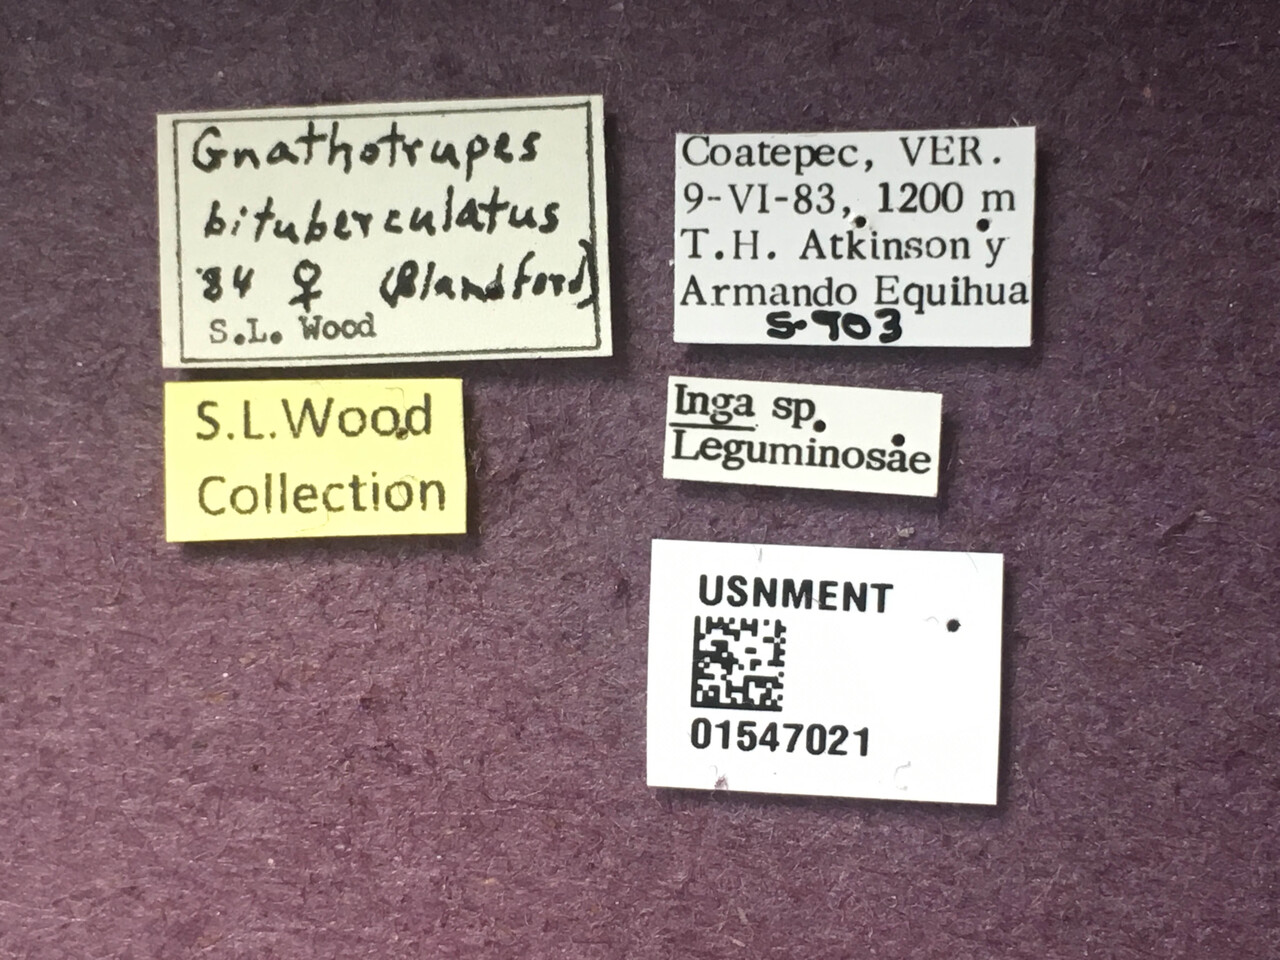 Gnathotrupes
bituberculatus
'84 ♀ (Blandford)
S.L. Wood
S.L.Wood
Collection
Coatepec, VER.
9-VI-83, 1200 m
T.H. Atkinson y
Armando Equihua
S-903
Inga sp.
Leguminosae
USNMENT
01547021